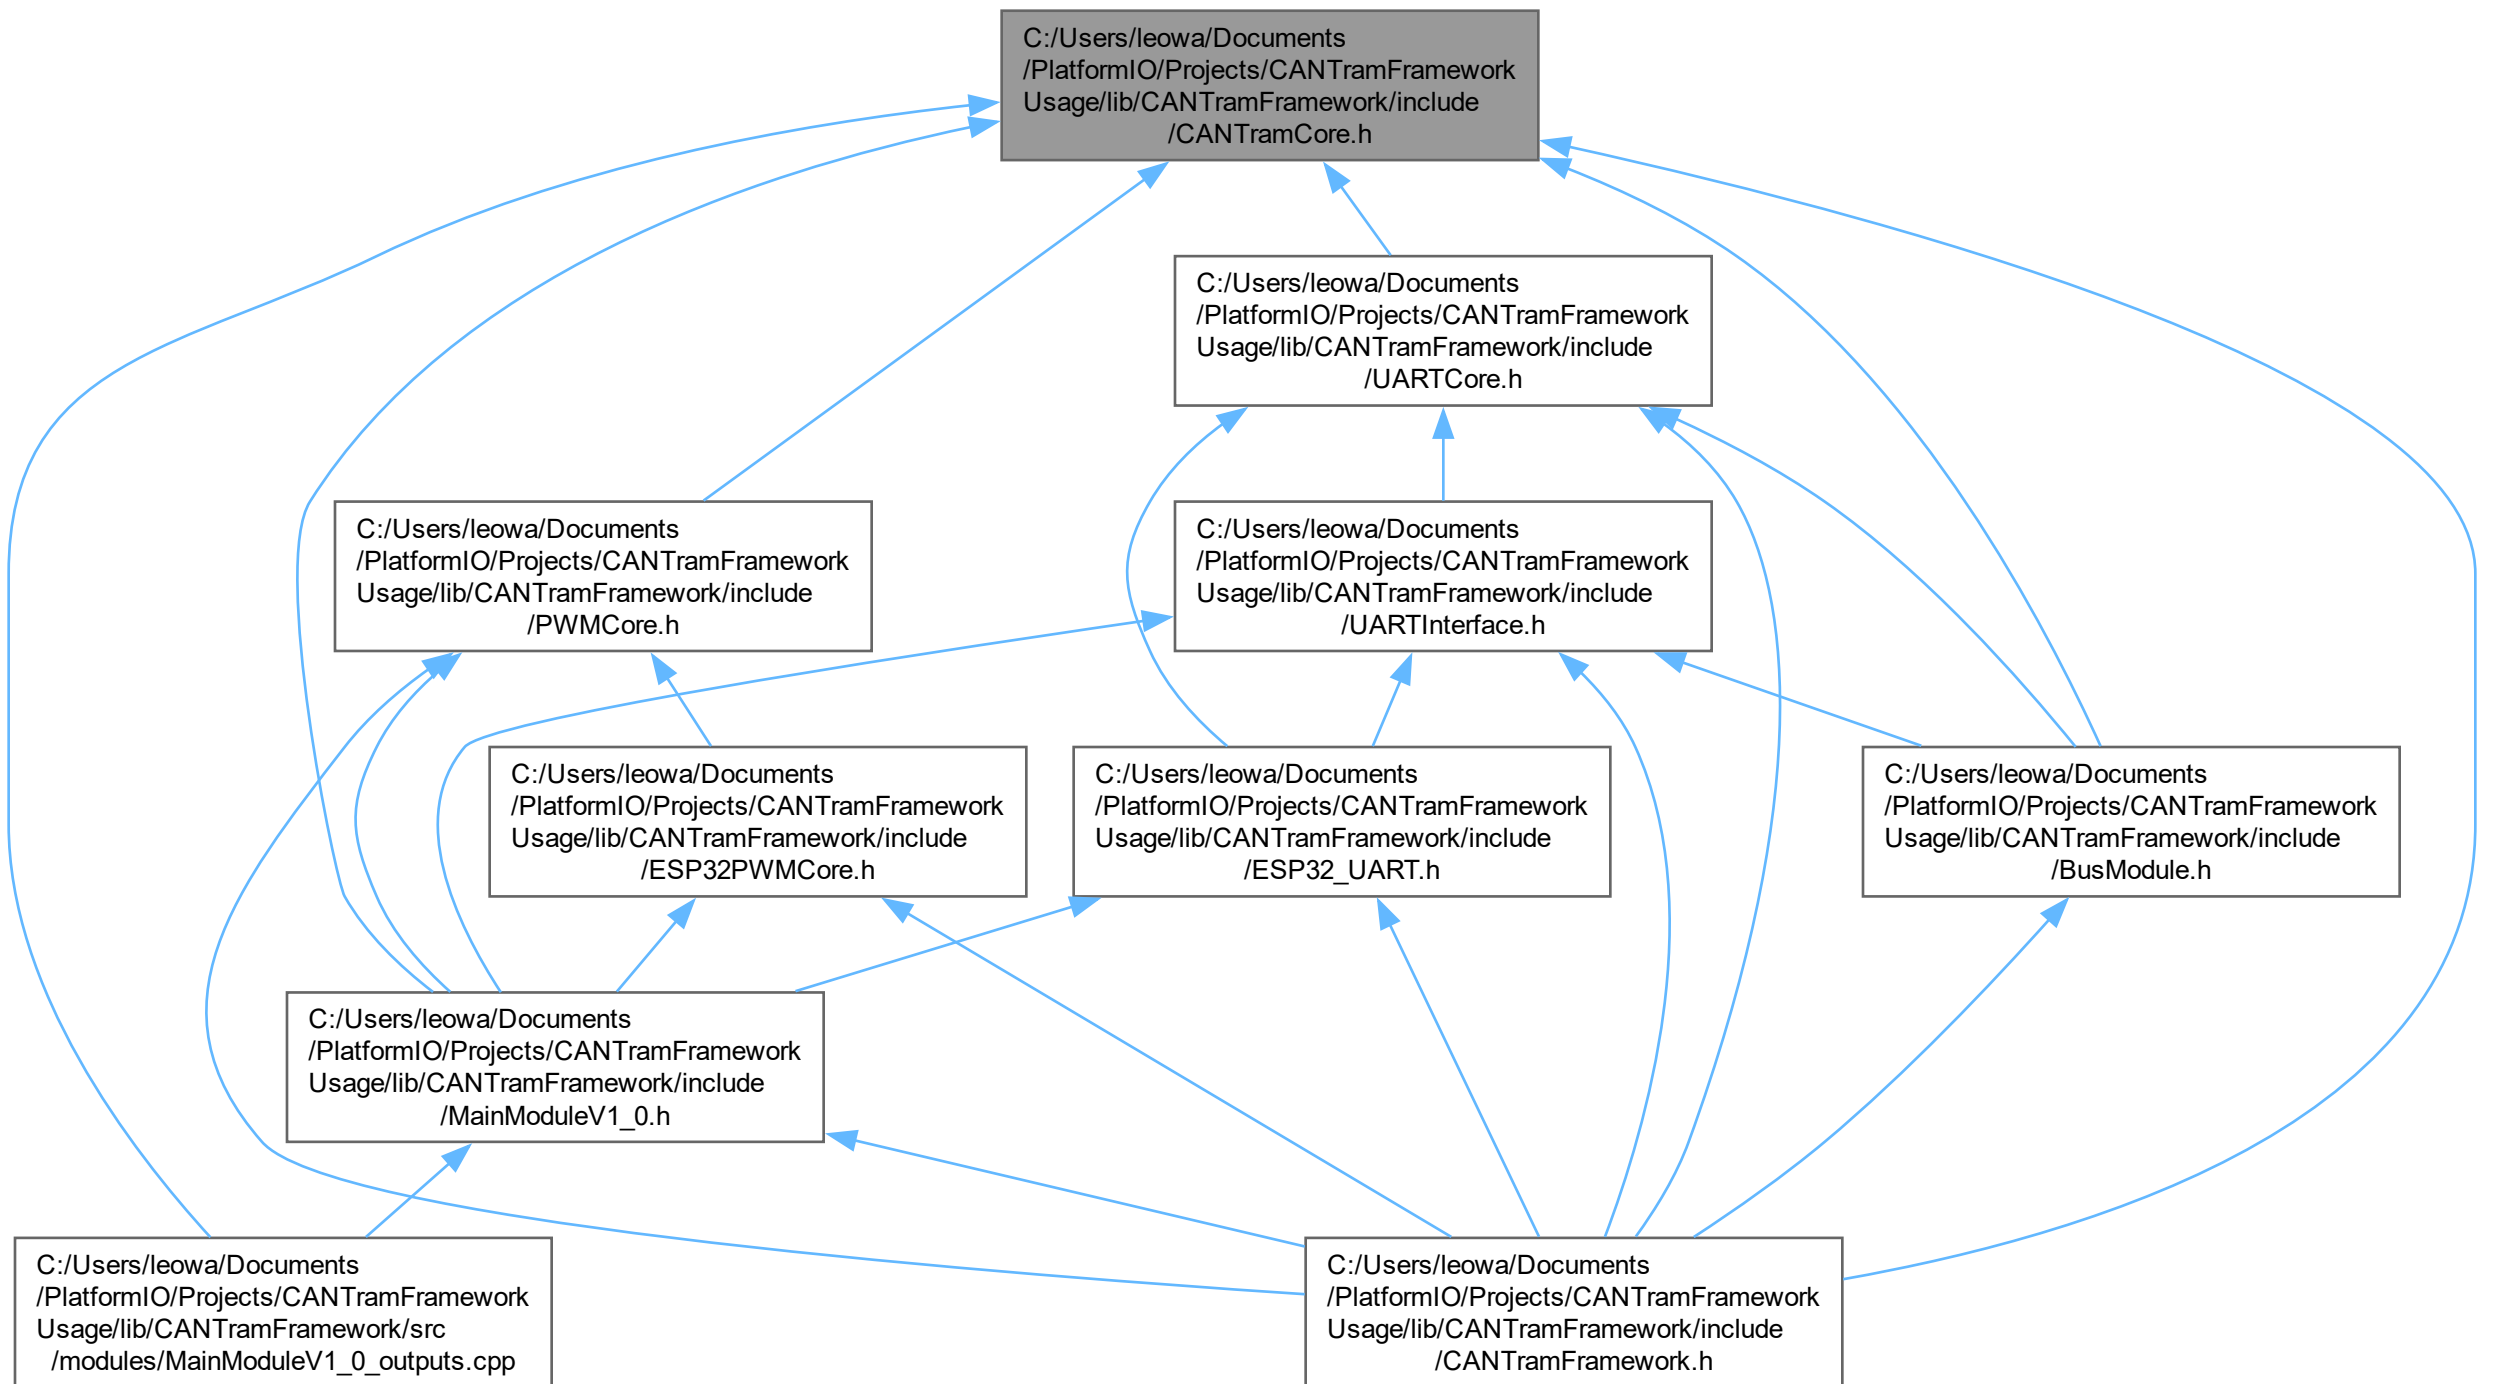 C:/Users/leowa/Documents
/PlatformIO/Projects/CANTramFramework
Usage/lib/CANTramFramework/include
/CANTramCore.h
C:/Users/leowa/Documents
/PlatformIO/Projects/CANTramFramework
Usage/lib/CANTramFramework/include
/UARTCore.h
C:/Users/leowa/Documents
/PlatformIO/Projects/CANTramFramework
Usage/lib/CANTramFramework/include
/PWMCore.h
C:/Users/leowa/Documents
/PlatformIO/Projects/CANTramFramework
Usage/lib/CANTramFramework/include
/UARTInterface.h
C:/Users/leowa/Documents
/PlatformIO/Projects/CANTramFramework
Usage/lib/CANTramFramework/include
/ESP32PWMCore.h
C:/Users/leowa/Documents
/PlatformIO/Projects/CANTramFramework
Usage/lib/CANTramFramework/include
/ESP32_UART.h
C:/Users/leowa/Documents
/PlatformIO/Projects/CANTramFramework
Usage/lib/CANTramFramework/include
/BusModule.h
C:/Users/leowa/Documents
/PlatformIO/Projects/CANTramFramework
Usage/lib/CANTramFramework/include
/MainModuleV1_0.h
C:/Users/leowa/Documents
/PlatformIO/Projects/CANTramFramework
Usage/lib/CANTramFramework/src
/modules/MainModuleV1_0_outputs.cpp
C:/Users/leowa/Documents
/PlatformIO/Projects/CANTramFramework
Usage/lib/CANTramFramework/include
/CANTramFramework.h